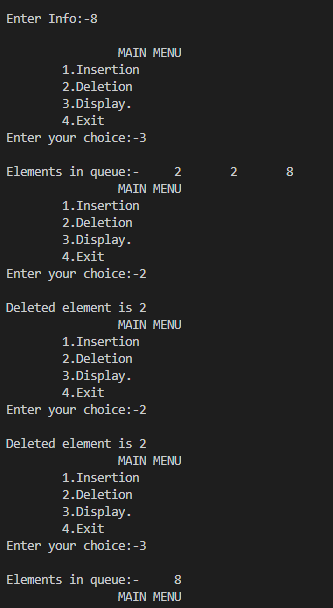 Enter Info:-8
MAIN MENU
1.Insertion
2.Deletion
3.Display.
4.Exit
Enter your choice:-3
Elements in queue:- 2 2 8
MAIN MENU
1.Insertion
2.Deletion
3.Display.
4.Exit
Enter your choice:-2
Deleted element is 2
MAIN MENU
1.Insertion
2.Deletion
3.Display.
4.Exit
Enter your choice:-2
Deleted element is 2
MAIN MENU
1.Insertion
2.Deletion
3.Display.
4.Exit
Enter your choice:-3
Elements in queue:- 8
MAIN MENU